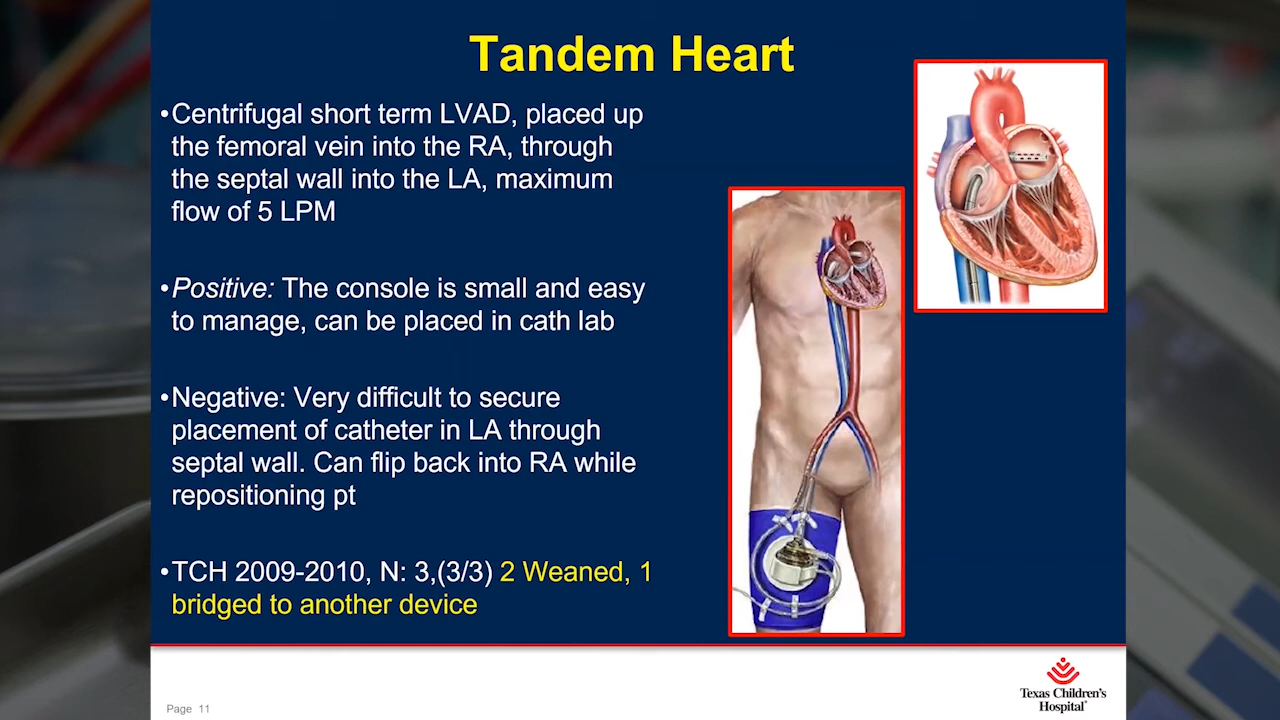 Tandem Heart
•Centrifugal short term LVAD, placed up
the femoral vein into the RA, through
the septal wall into the LA, maximum
flow of 5 LPM
•Positive: The console is small and easy
to manage, can be placed in cath lab
•Negative: Very difficult to secure
placement of catheter in LA through
septal wall. Can flip back into RA while
repositioning pt
•TCH 2009-2010, N: 3,(3/3) 2 Weaned, 1
bridged to another device
Page 11
Texas Children's
Hospital®